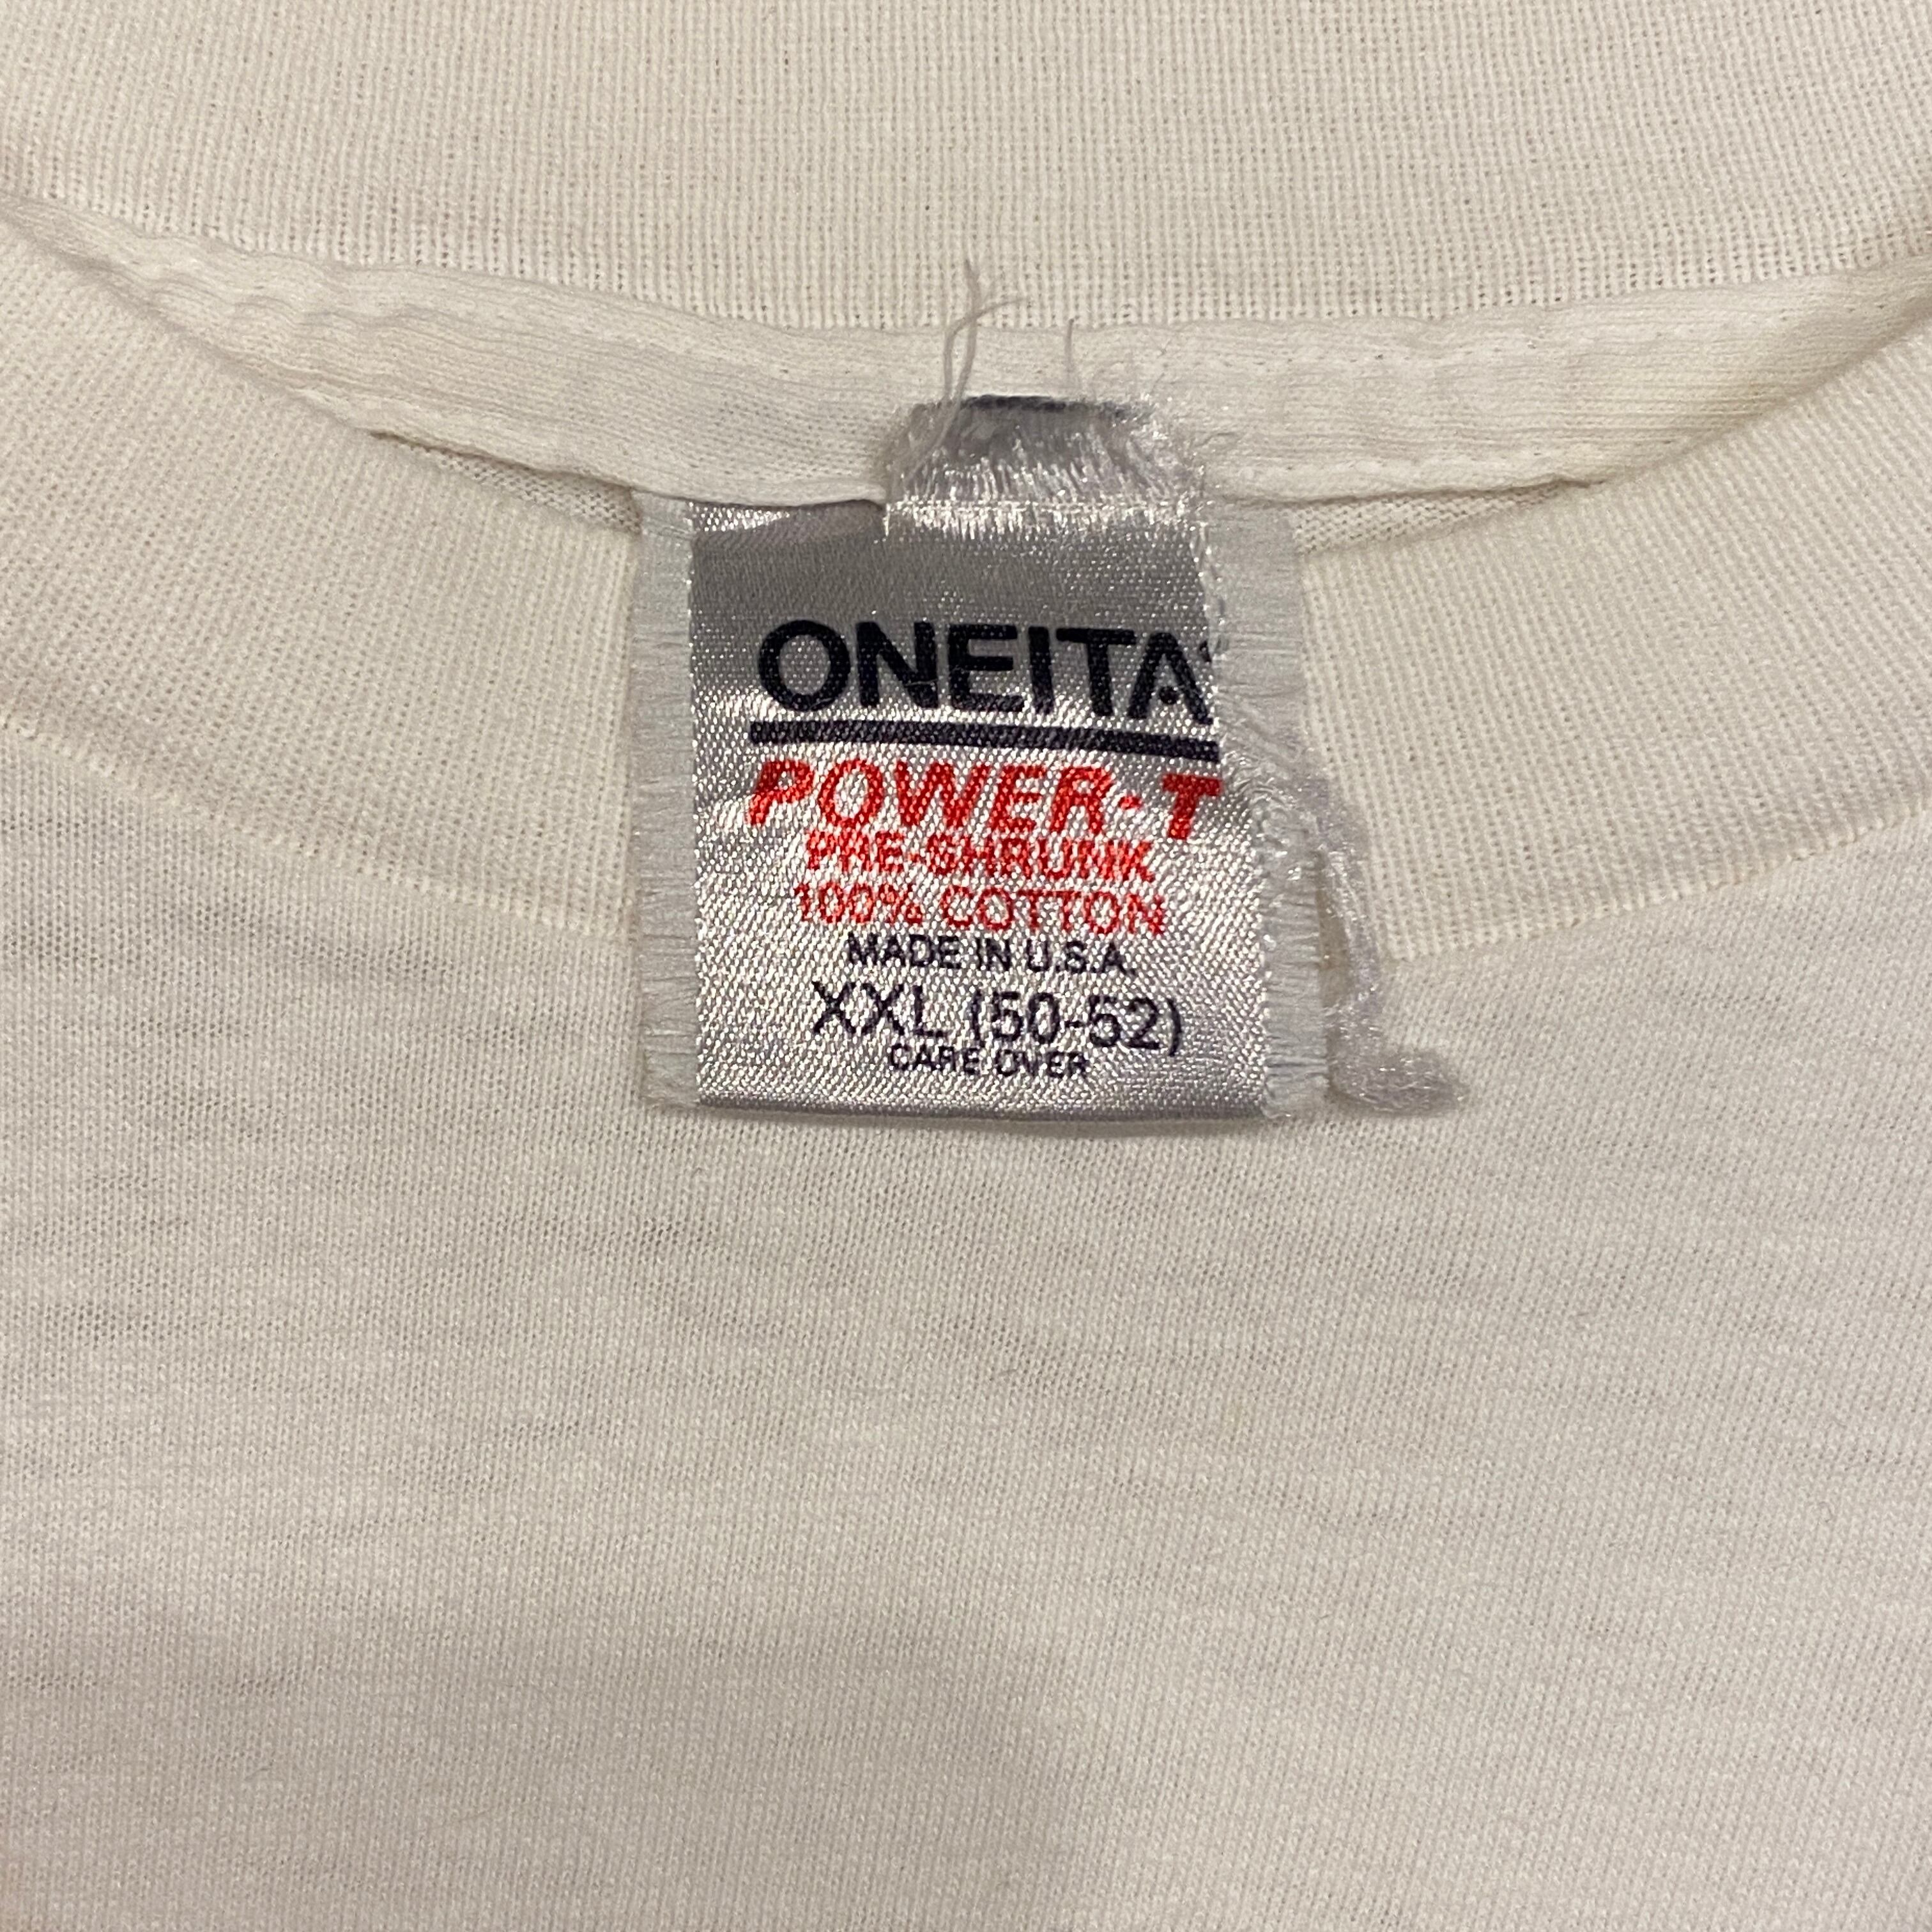 ONEITA
POWER-T
PRE-SHRUNK
100% COTTON
MADE IN U.S.A.
XXL (50-52)
CARE OVER